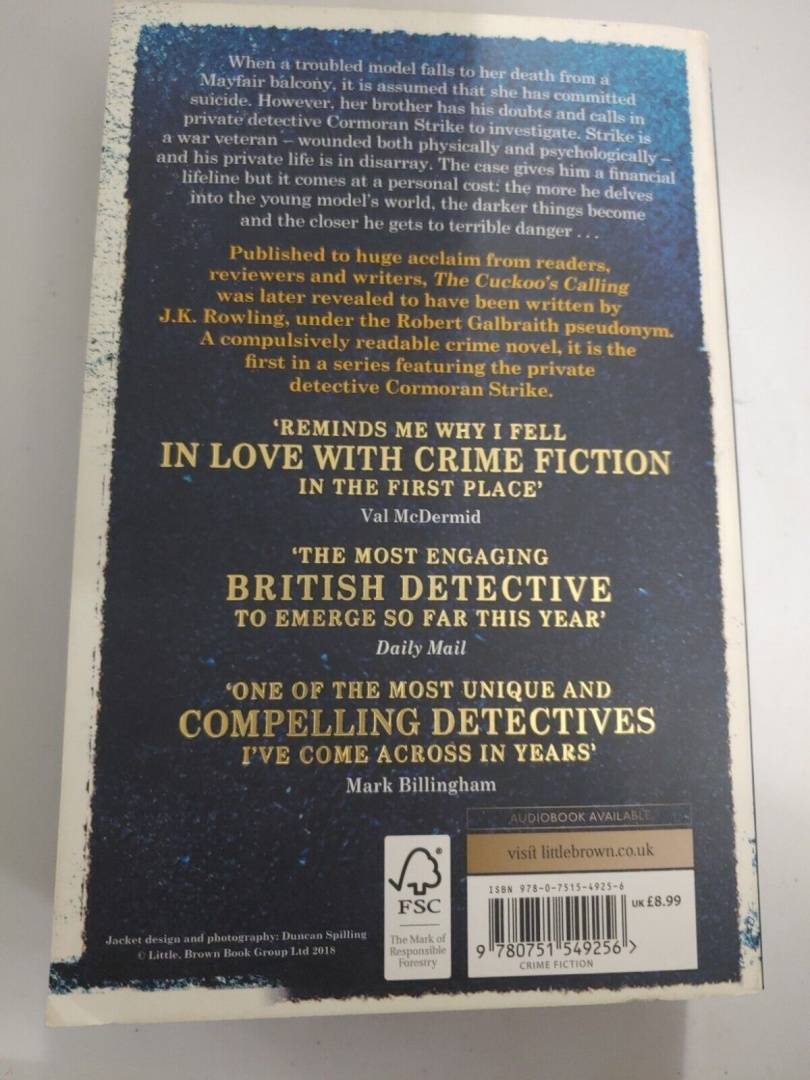 When a troubled model falls to her death from a
Mayfair balcony, it is assumed that she has committed
suicide. However, her brother has his doubts and calls in
private detective Cormoran Strike to investigate. Strike is
a war veteran – wounded both physically and psychologically –
and his private life is in disarray. The case gives him a financial
lifeline but it comes at a personal cost: the more he delves
into the young model's world, the darker things become
and the closer he gets to terrible danger . . .
Published to huge acclaim from readers,
reviewers and writers, The Cuckoo's Calling
was later revealed to have been written by
J.K. Rowling, under the Robert Galbraith pseudonym.
A compulsively readable crime novel, it is the
first in a series featuring the private
detective Cormoran Strike.
'REMINDS ME WHY I FELL
IN LOVE WITH CRIME FICTION
IN THE FIRST PLACE'
Val McDermid
'THE MOST ENGAGING
BRITISH DETECTIVE
TO EMERGE SO FAR THIS YEAR'
Daily Mail
'ONE OF THE MOST UNIQUE AND
COMPELLING DETECTIVES
I'VE COME ACROSS IN YEARS'
Mark Billingham
AUDIOBOOK AVAILABLE
visit littlebrown.co.uk
ISBN 978-0-7515-4925-6
UK £8.99
9 780751 549256 >
CRIME FICTION
FSC
The Mark of
Responsible
Forestry
Jacket design and photography: Duncan Spilling
© Little, Brown Book Group Ltd 2018